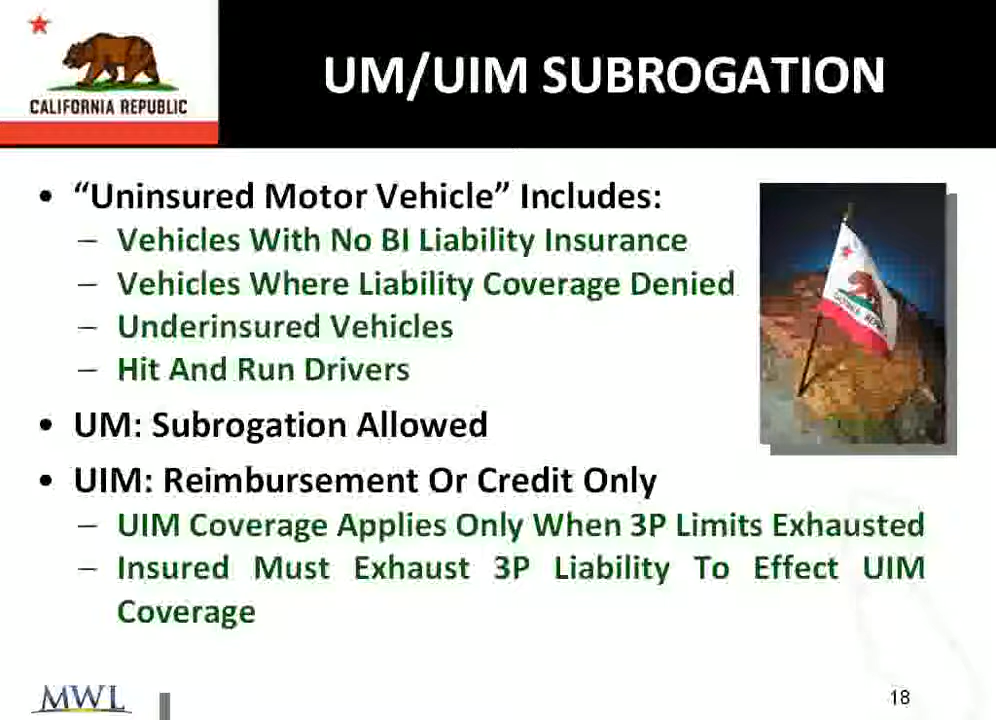 CALIFORNIA REPUBLIC
UM/UIM SUBROGATION
• “Uninsured Motor Vehicle” Includes:
– Vehicles With No BI Liability Insurance
– Vehicles Where Liability Coverage Denied
– Underinsured Vehicles
– Hit And Run Drivers
• UM: Subrogation Allowed
• UIM: Reimbursement Or Credit Only
– UIM Coverage Applies Only When 3P Limits Exhausted
– Insured Must Exhaust 3P Liability To Effect UIM
Coverage
MWL
18